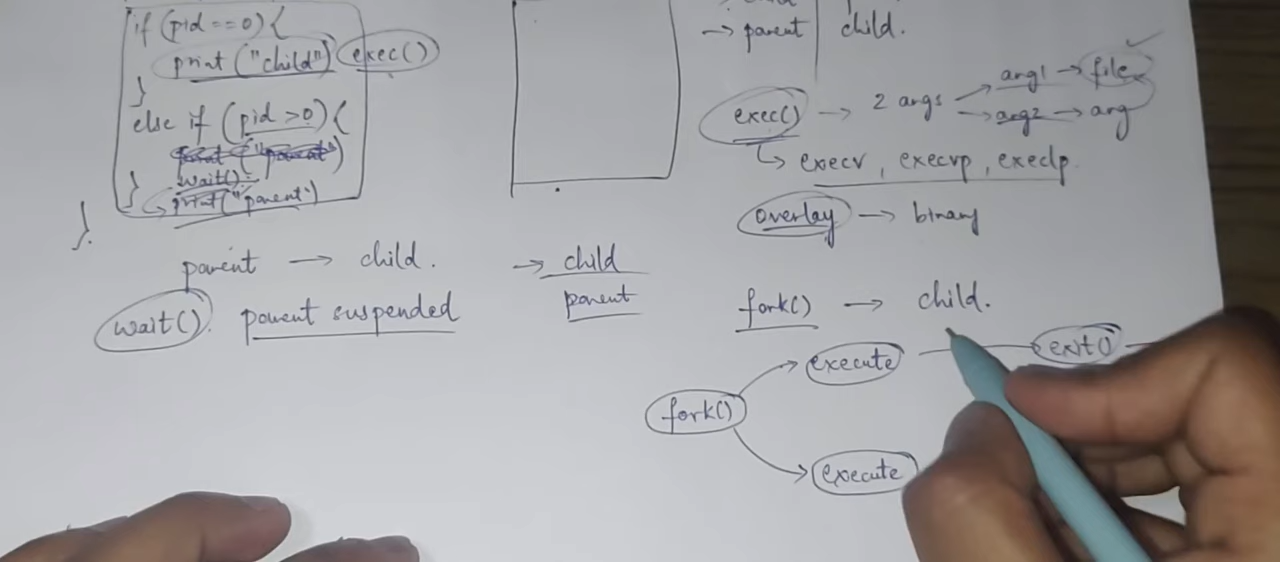 if (pid==0) {
print ("child") exec()
}
else if (pid >0) {
print ("parent")
wait();
}
print("parent")
}.
parent → child.
wait(). parent suspended
→ child
parent
→ parent child.
exec() → 2 args → arg1 → file
→ arg2 → arg
↳ execv, execvp, execlp.
overlay → binary
fork() → child.
execute exit()
fork()
execute